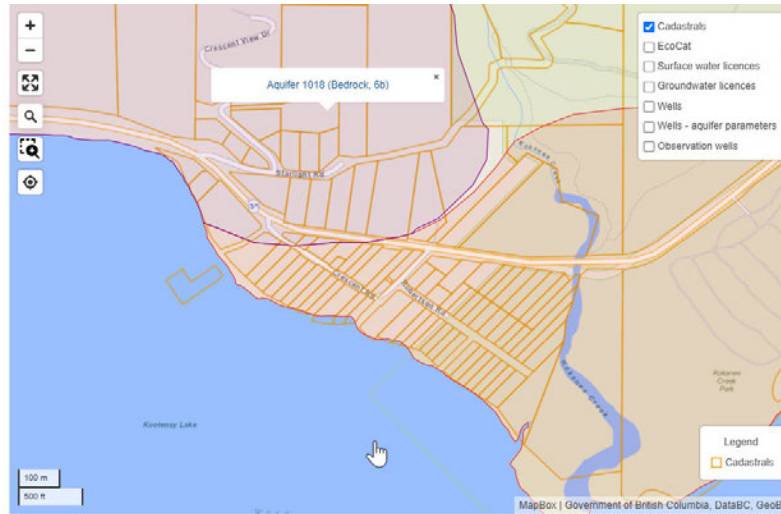 +
−
Crescent View Dr
Aquifer 1018 (Bedrock, 6b)
×
Cadastrals
EcoCat
Surface water licences
Groundwater licences
Wells
Wells - aquifer parameters
Observation wells
Starlight Rd
Kokanee Creek
Crescent Rd
Robertson Rd
Kokanee Creek
Kokanee
Creek
Park
Kootenay Lake
Legend
Cadastrals
100 m
500 ft
MapBox | Government of British Columbia, DataBC, GeoB